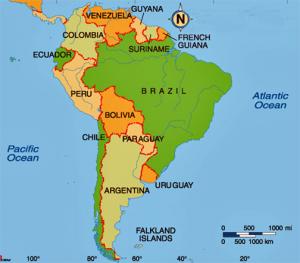 GUYANA
VENEZUELA
N
COLOMBIA
SURINAME
FRENCH
GUIANA
ECUADOR
PERU
BRAZIL
Atlantic
Ocean
BOLIVIA
Pacific
Ocean
CHILE
PARAGUAY
ARGENTINA
URUGUAY
FALKLAND
ISLANDS
0 500 1000 mi
0 500 1000 km
100° 80° 60° 40° 20°